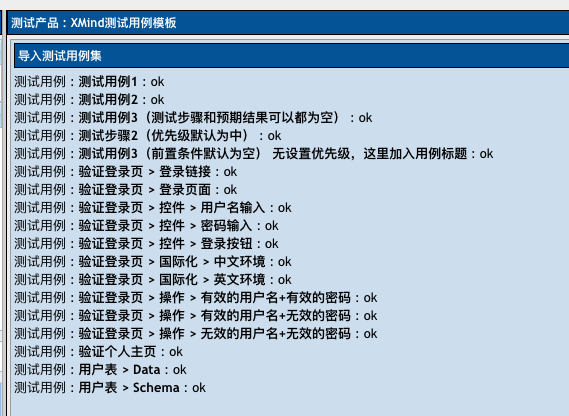 测试产品：XMind测试用例模板
导入测试用例集
测试用例：测试用例1：ok
测试用例：测试用例2：ok
测试用例：测试用例3（测试步骤和预期结果可以都为空）：ok
测试用例：测试步骤2（优先级默认为中）：ok
测试用例：测试用例3（前置条件默认为空） 无设置优先级，这里加入用例标题：ok
测试用例：验证登录页 > 登录链接：ok
测试用例：验证登录页 > 登录页面：ok
测试用例：验证登录页 > 控件 > 用户名输入：ok
测试用例：验证登录页 > 控件 > 密码输入：ok
测试用例：验证登录页 > 控件 > 登录按钮：ok
测试用例：验证登录页 > 国际化 > 中文环境：ok
测试用例：验证登录页 > 国际化 > 英文环境：ok
测试用例：验证登录页 > 操作 > 有效的用户名+有效的密码：ok
测试用例：验证登录页 > 操作 > 有效的用户名+无效的密码：ok
测试用例：验证登录页 > 操作 > 无效的用户名+无效的密码：ok
测试用例：验证个人主页：ok
测试用例：用户表 > Data：ok
测试用例：用户表 > Schema：ok